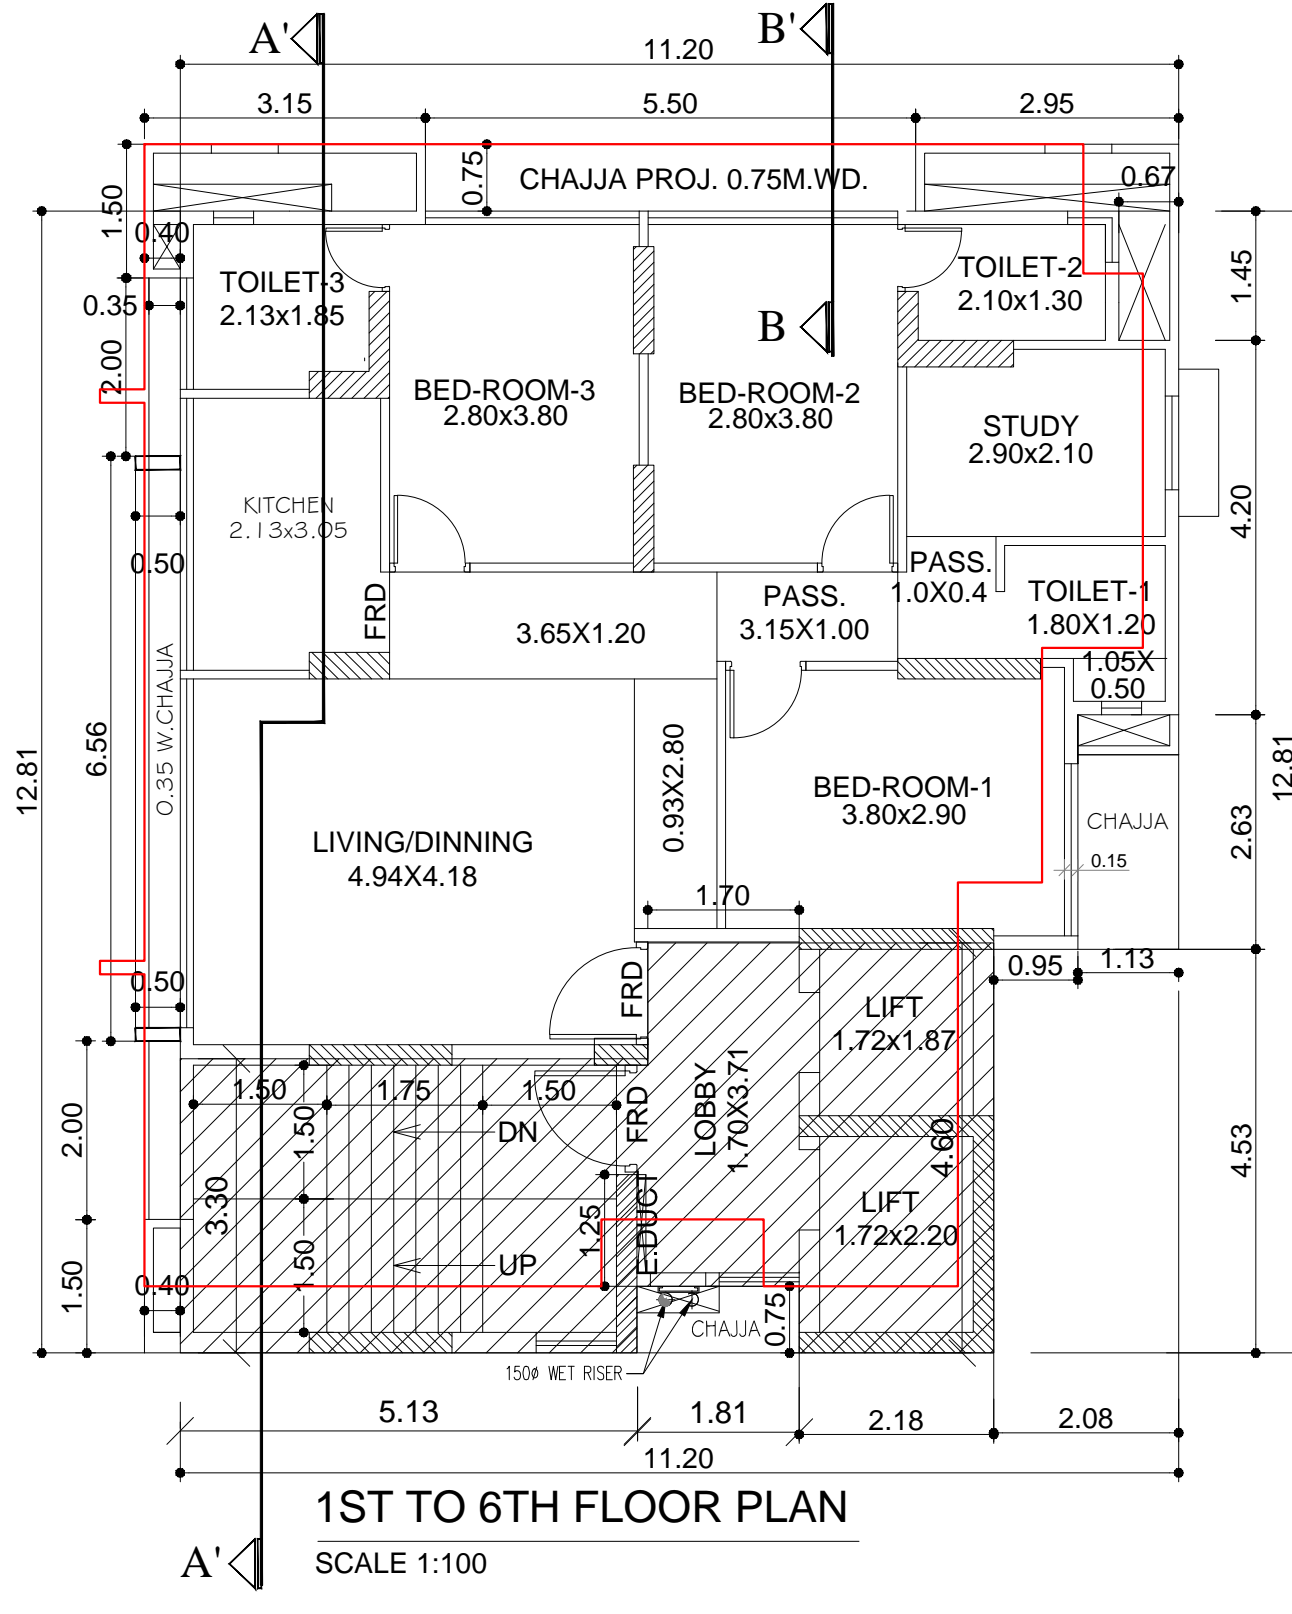 A'
B'
11.20
3.15
5.50
2.95
0.75
CHAJJA PROJ. 0.75M.WD.
0.67
1.50
0.40
TOILET-3
2.13x1.85
TOILET-2
2.10x1.30
1.45
0.35
B
2.00
BED-ROOM-3
2.80x3.80
BED-ROOM-2
2.80x3.80
STUDY
2.90x2.10
4.20
KITCHEN
2.13x3.05
0.50
FRD
PASS.
1.0X0.4
PASS.
3.15X1.00
3.65X1.20
TOILET-1
1.80X1.20
1.05X
0.50
0.35 W.CHAJJA
6.56
12.81
12.81
0.93X2.80
BED-ROOM-1
3.80x2.90
CHAJJA
2.63
0.15
LIVING/DINNING
4.94X4.18
1.70
0.50
FRD
0.95
1.13
LIFT
1.72x1.87
LOBBY
1.70X3.71
1.50
1.75
1.50
FRD
1.50
DN
2.00
4.60
4.53
3.30
1.25
E.DUCT
LIFT
1.72x2.20
1.50
UP
1.50
0.40
0.75
CHAJJA
150ø WET RISER
5.13
1.81
2.18
2.08
11.20
1ST TO 6TH FLOOR PLAN
SCALE 1:100
A'